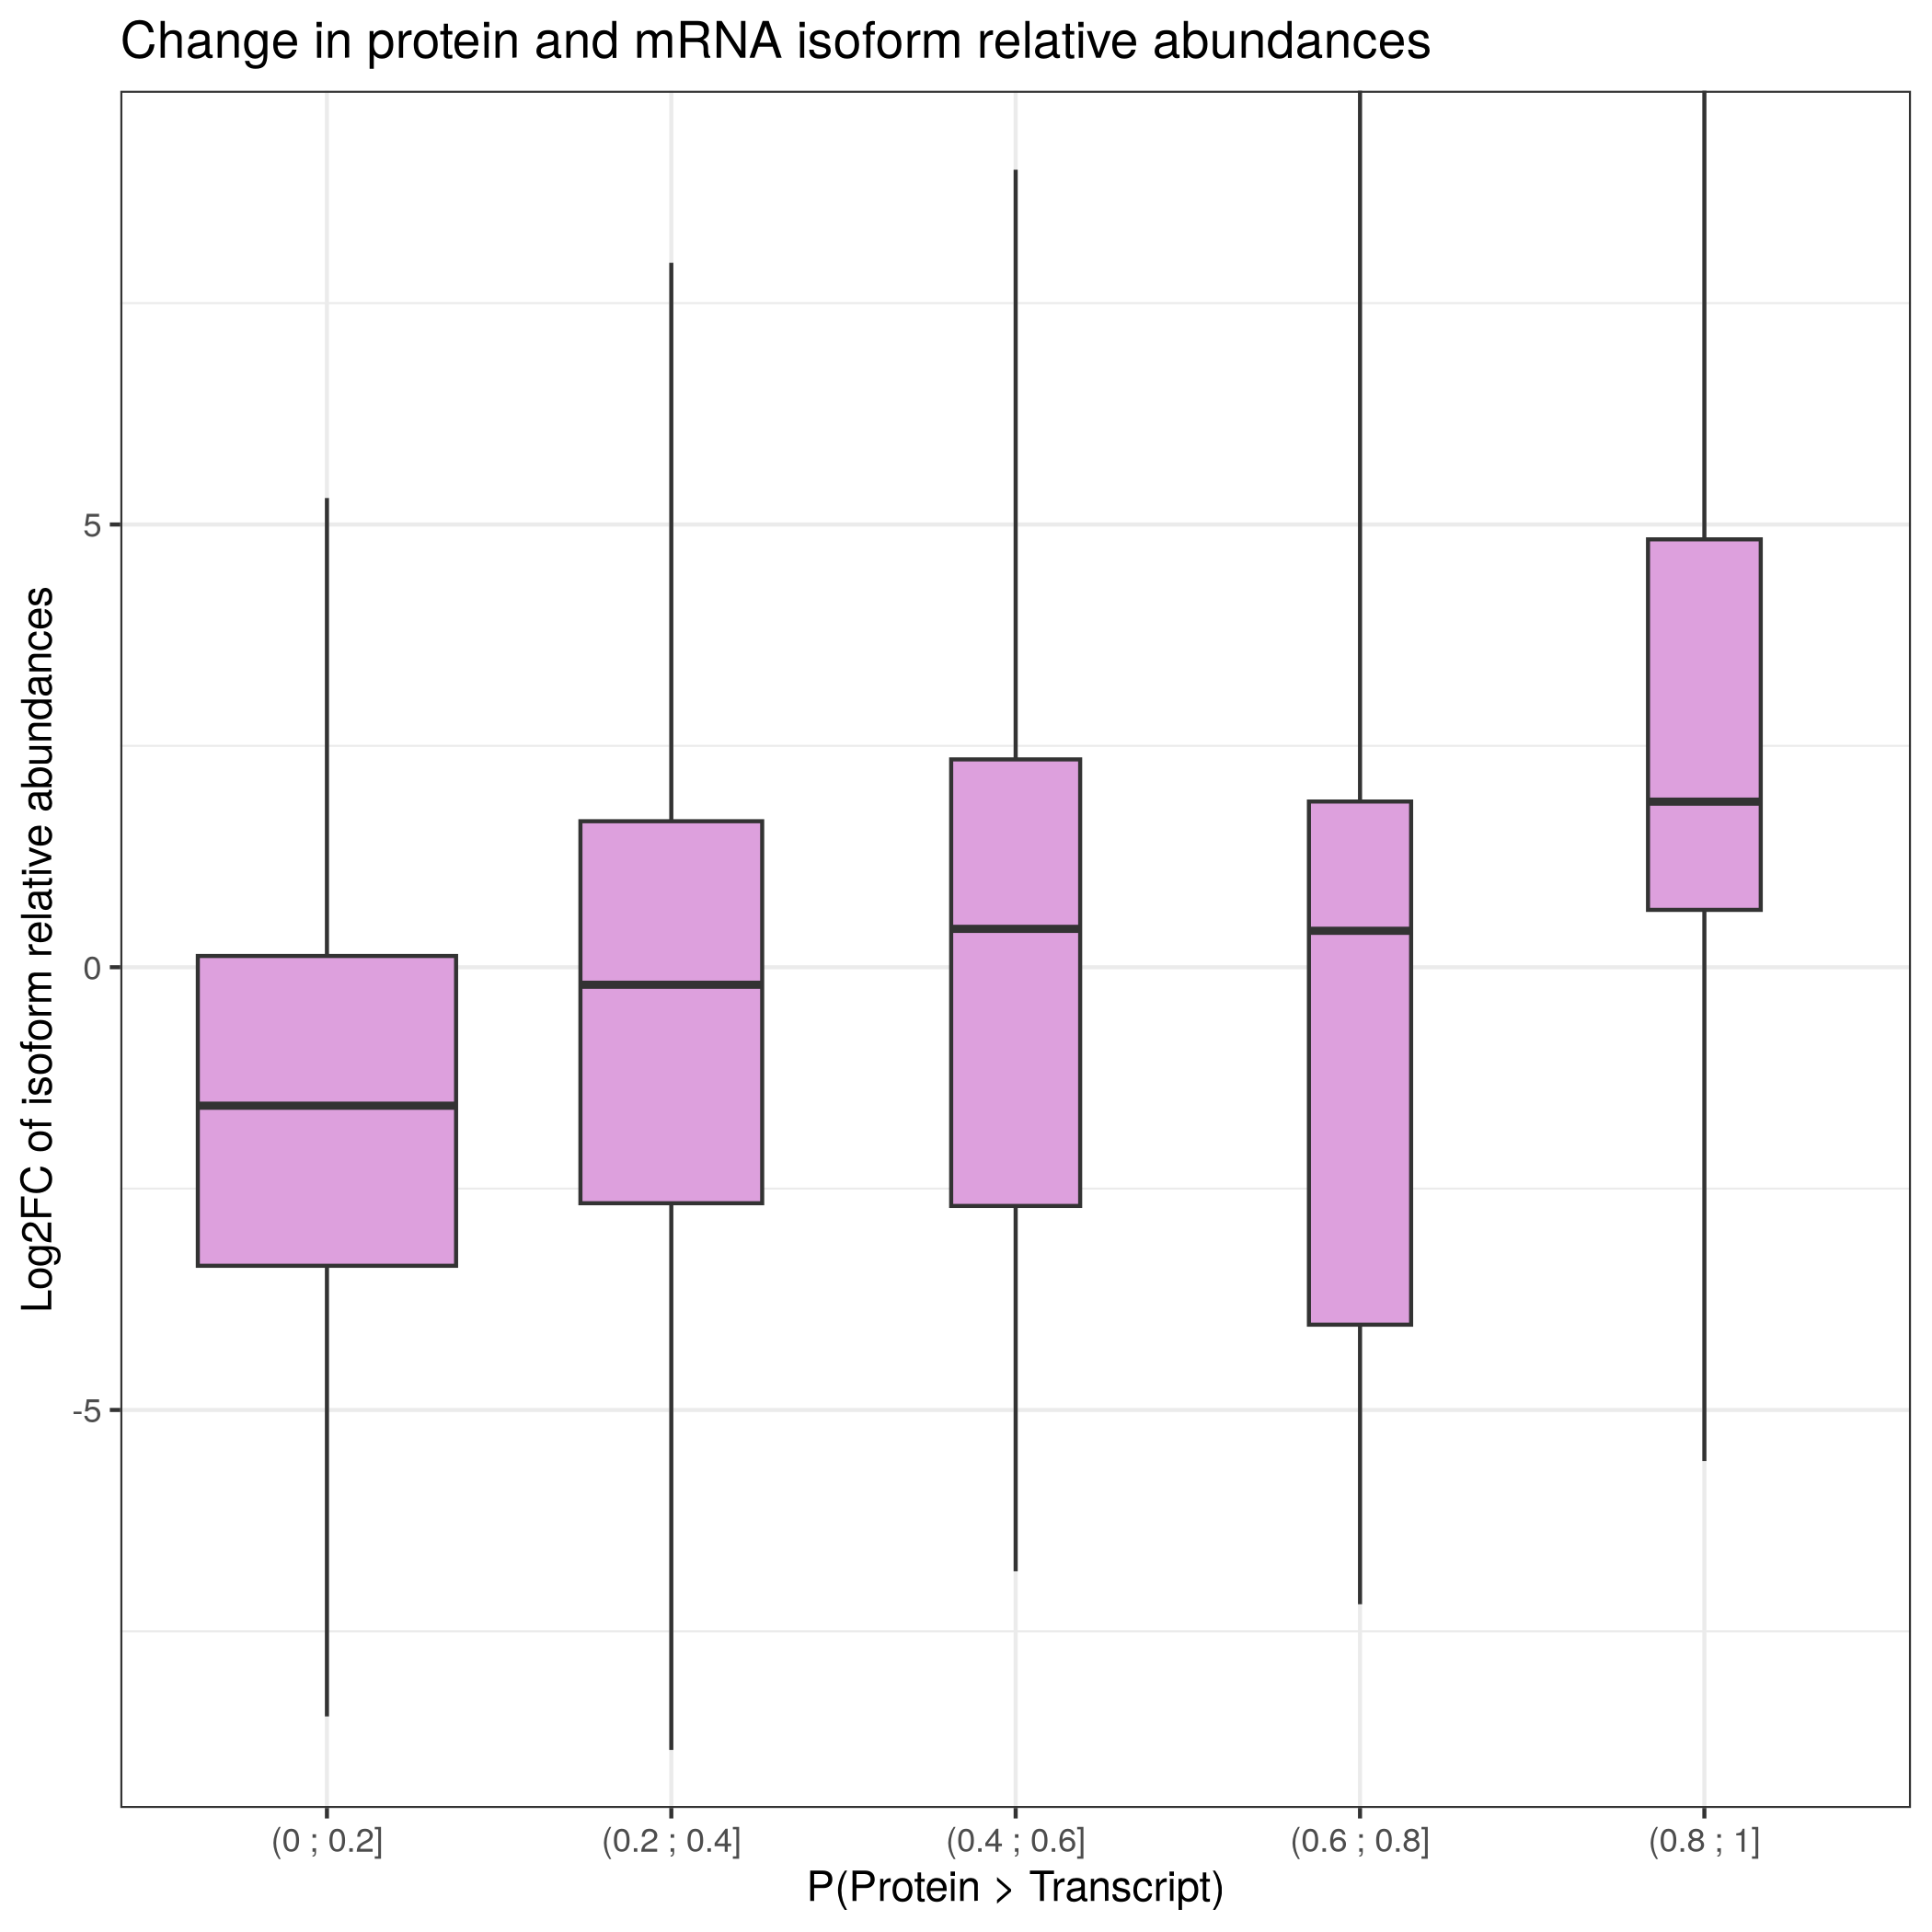 Change in protein and mRNA isoform relative abundances
Log2FC of isoform relative abundances
5
0
-5
(0 ; 0.2]
(0.2 ; 0.4]
(0.4 ; 0.6]
(0.6 ; 0.8]
(0.8 ; 1]
P(Protein > Transcript)